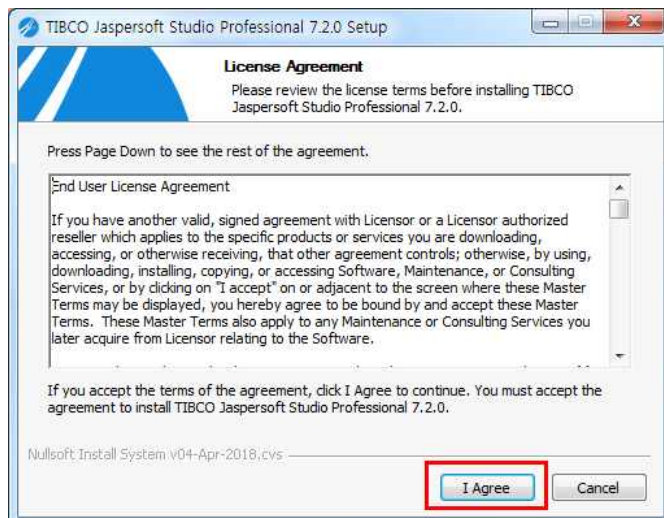 TIBCO Jaspersoft Studio Professional 7.2.0 Setup
License Agreement
Please review the license terms before installing TIBCO
Jaspersoft Studio Professional 7.2.0.
Press Page Down to see the rest of the agreement.
End User License Agreement
If you have another valid, signed agreement with Licensor or a Licensor authorized
reseller which applies to the specific products or services you are downloading,
accessing, or otherwise receiving, that other agreement controls; otherwise, by using,
downloading, installing, copying, or accessing Software, Maintenance, or Consulting
Services, or by clicking on "I accept" on or adjacent to the screen where these Master
Terms may be displayed, you hereby agree to be bound by and accept these Master
Terms. These Master Terms also apply to any Maintenance or Consulting Services you
later acquire from Licensor relating to the Software.
If you accept the terms of the agreement, click I Agree to continue. You must accept the
agreement to install TIBCO Jaspersoft Studio Professional 7.2.0.
Nullsoft Install System v04-Apr-2018.cvs
I Agree
Cancel